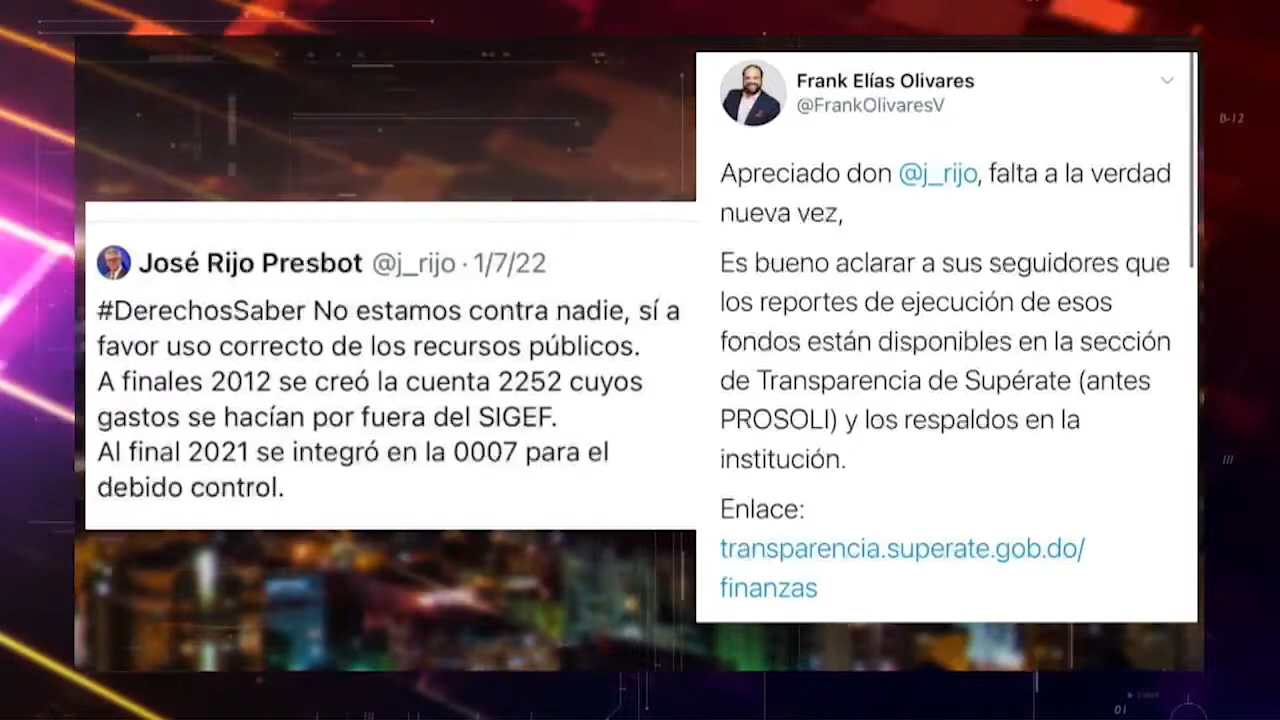 José Rijo Presbot @j_rijo · 1/7/22
#DerechosSaber No estamos contra nadie, sí a
favor uso correcto de los recursos públicos.
A finales 2012 se creó la cuenta 2252 cuyos
gastos se hacían por fuera del SIGEF.
Al final 2021 se integró en la 0007 para el
debido control.
Frank Elías Olivares
@FrankOlivaresV
Apreciado don @j_rijo, falta a la verdad
nueva vez,
Es bueno aclarar a sus seguidores que
los reportes de ejecución de esos
fondos están disponibles en la sección
de Transparencia de Supérate (antes
PROSOLI) y los respaldos en la
institución.
Enlace:
transparencia.superate.gob.do/
finanzas
B-12
01